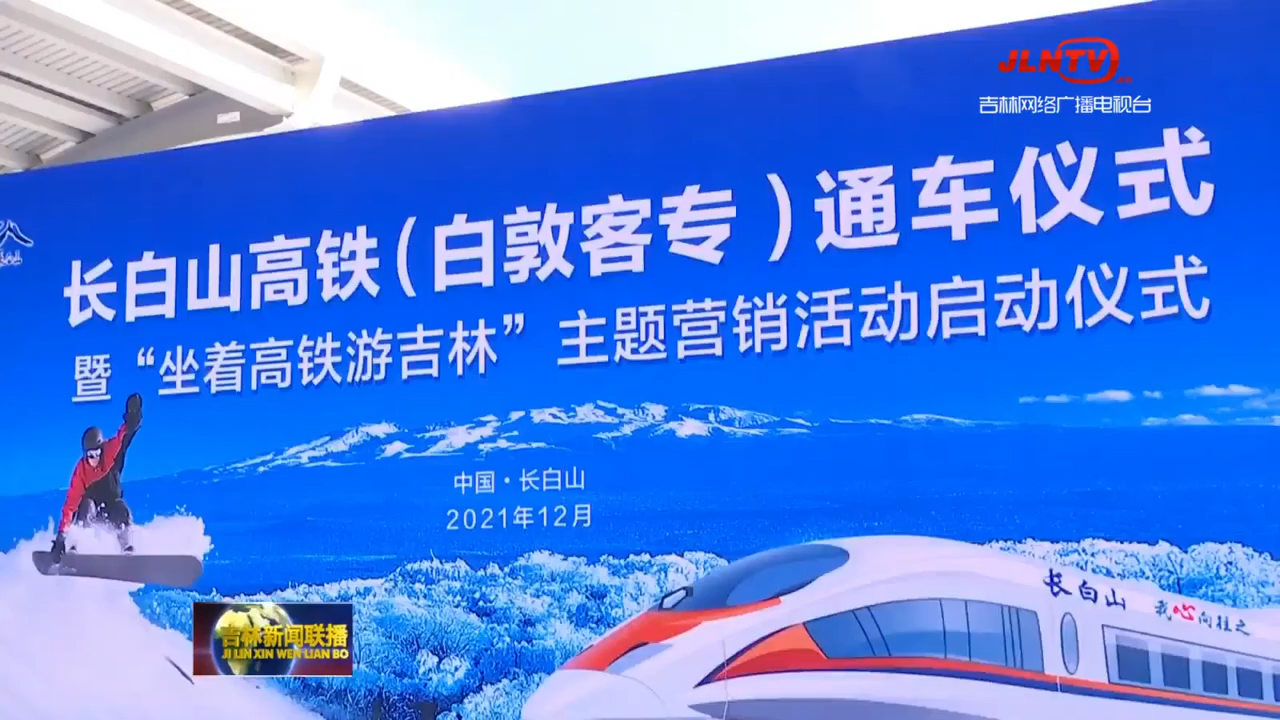 JLNTV
吉林网络广播电视台
长白山高铁(白敦客专)通车仪式
暨“坐着高铁游吉林”主题营销活动启动仪式
中国·长白山
2021年12月
长白山 我心向往之
吉林新闻联播
JI LIN XIN WEN LIAN BO